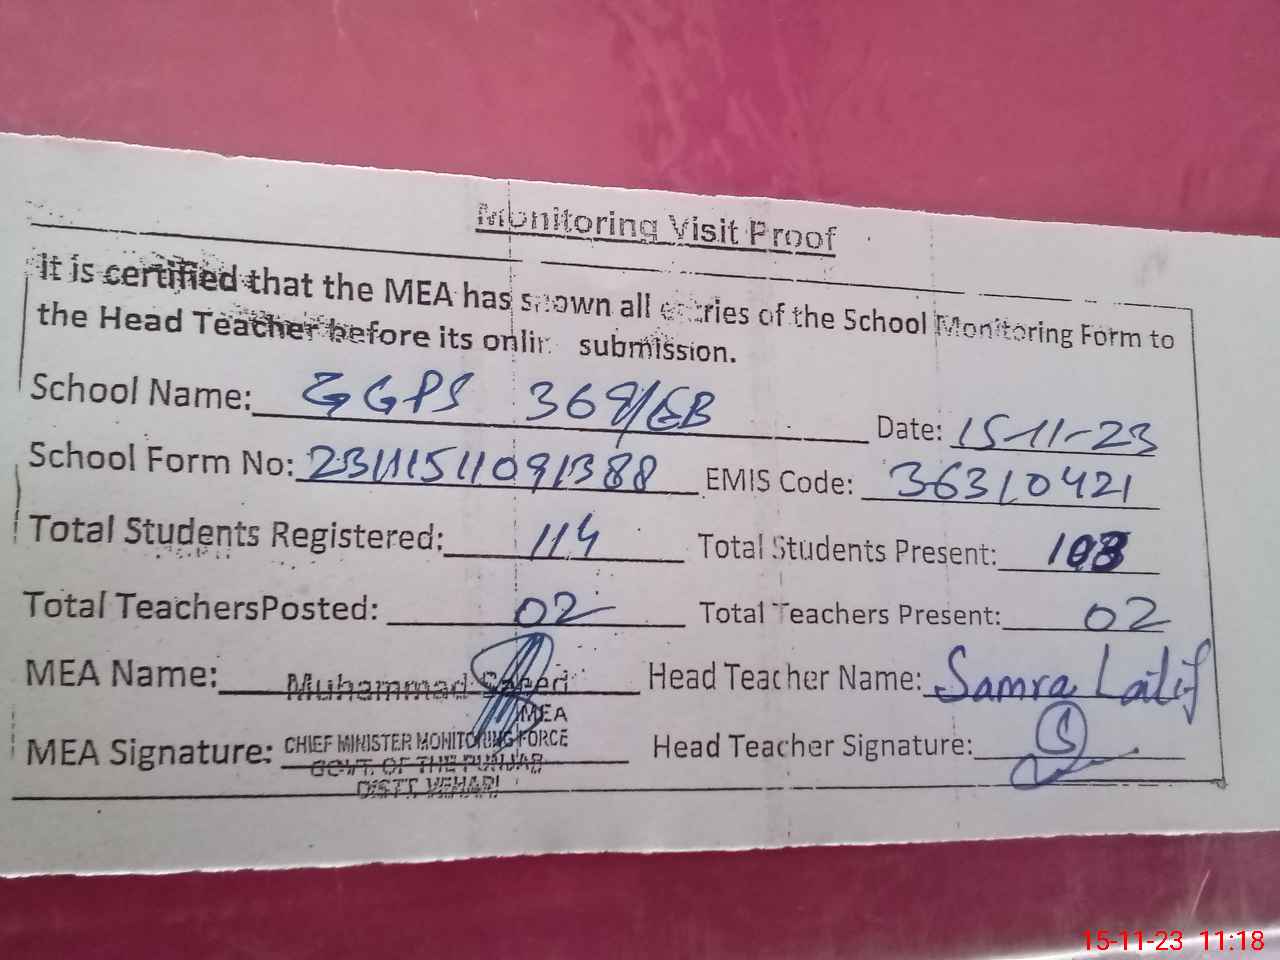 Monitoring Visit Proof
It is certified that the MEA has shown all entries of the School Monitoring Form to
the Head Teacher before its online submission.
School Name: GGPS 368/EB Date: 15-11-23
School Form No: 23111511091388 EMIS Code: 36310421
Total Students Registered: 114 Total Students Present: 103
Total TeachersPosted: 02 Total Teachers Present: 02
MEA Name: Muhammad Saeed Head Teacher Name: Samra Latif
MEA
MEA Signature: CHIEF MINISTER MONITORING FORCE Head Teacher Signature:
GOVT. OF THE PUNJAB
DISTT. VEHARI
15-11-23 11:18